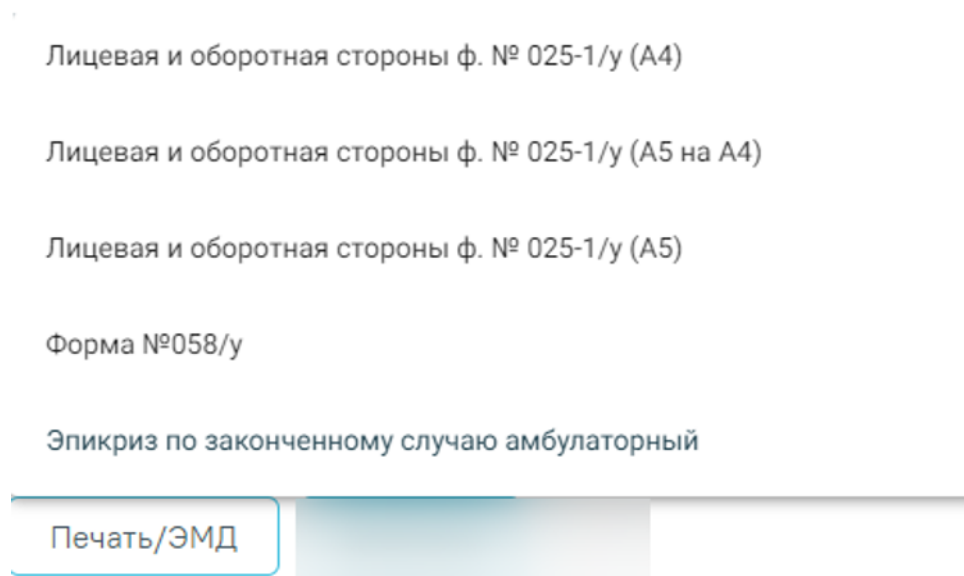 Лицевая и оборотная стороны ф. № 025-1/у (А4)
Лицевая и оборотная стороны ф. № 025-1/у (А5 на А4)
Лицевая и оборотная стороны ф. № 025-1/у (А5)
Форма №058/у
Эпикриз по законченному случаю амбулаторный
Печать/ЭМД